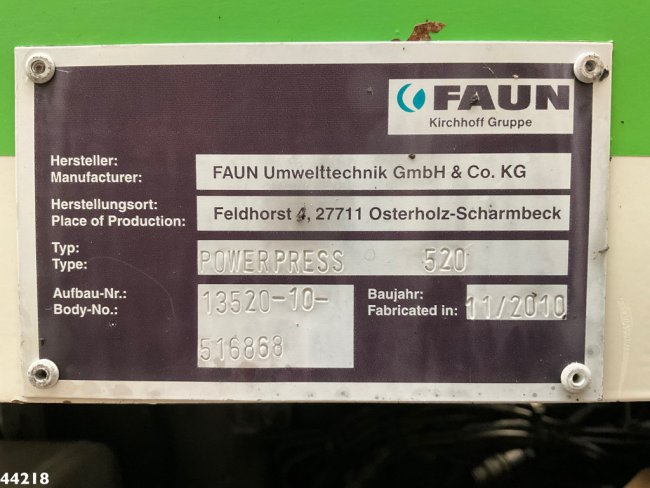 FAUN
Kirchhoff Gruppe
Hersteller:
Manufacturer:
FAUN Umwelttechnik GmbH & Co. KG
Herstellungsort:
Place of Production:
Feldhorst 4, 27711 Osterholz-Scharmbeck
Typ:
Type:
POWERPRESS 520
Aufbau-Nr.:
Body-No.:
13520-10-
516868
Baujahr:
Fabricated in:
11/2010
44218